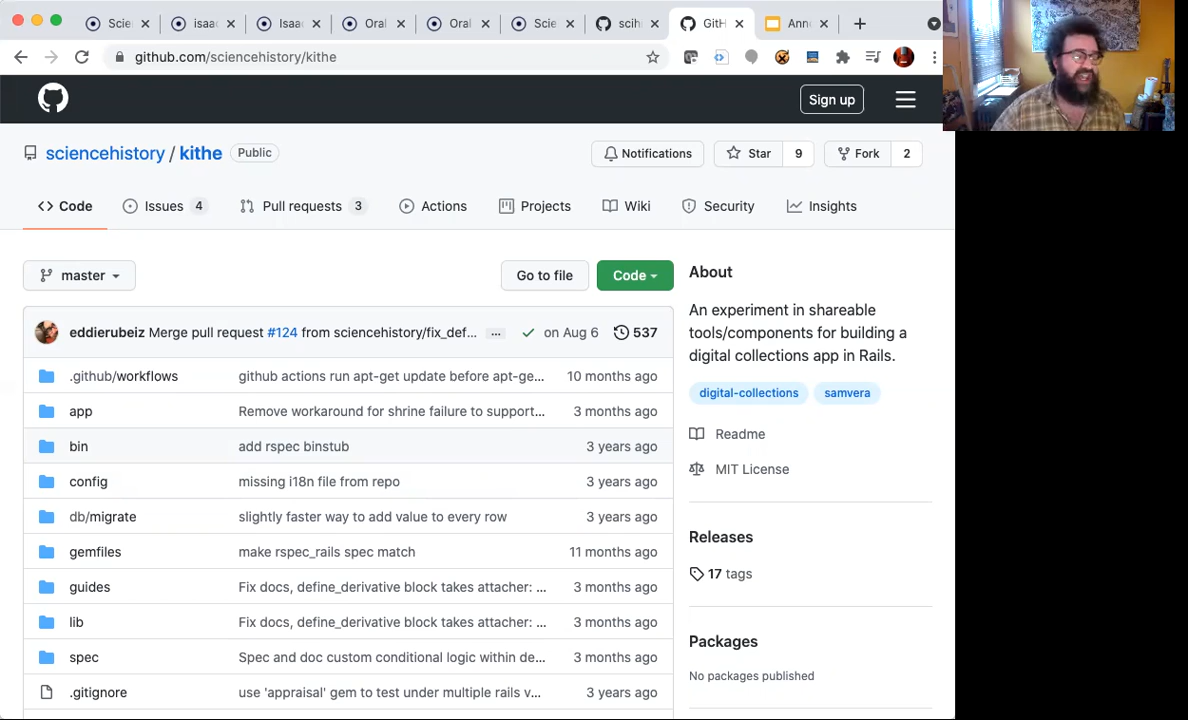 Scie
isaac
Isaac
Oral
Oral
Scie
scih
GitH
Anne
github.com/sciencehistory/kithe
Sign up
sciencehistory / kithe Public
Notifications Star 9 Fork 2
Code Issues 4 Pull requests 3 Actions Projects Wiki Security Insights
master Go to file Code
eddierubeiz Merge pull request #124 from sciencehistory/fix_def... ... on Aug 6 537
.github/workflows github actions run apt-get update before apt-ge... 10 months ago
app Remove workaround for shrine failure to support... 3 months ago
bin add rspec binstub 3 years ago
config missing i18n file from repo 3 years ago
db/migrate slightly faster way to add value to every row 3 years ago
gemfiles make rspec_rails spec match 11 months ago
guides Fix docs, define_derivative block takes attacher: ... 3 months ago
lib Fix docs, define_derivative block takes attacher: ... 3 months ago
spec Spec and doc custom conditional logic within de... 3 months ago
.gitignore use 'appraisal' gem to test under multiple rails v... 3 years ago
About
An experiment in shareable
tools/components for building a
digital collections app in Rails.
digital-collections samvera
Readme
MIT License
Releases
17 tags
Packages
No packages published